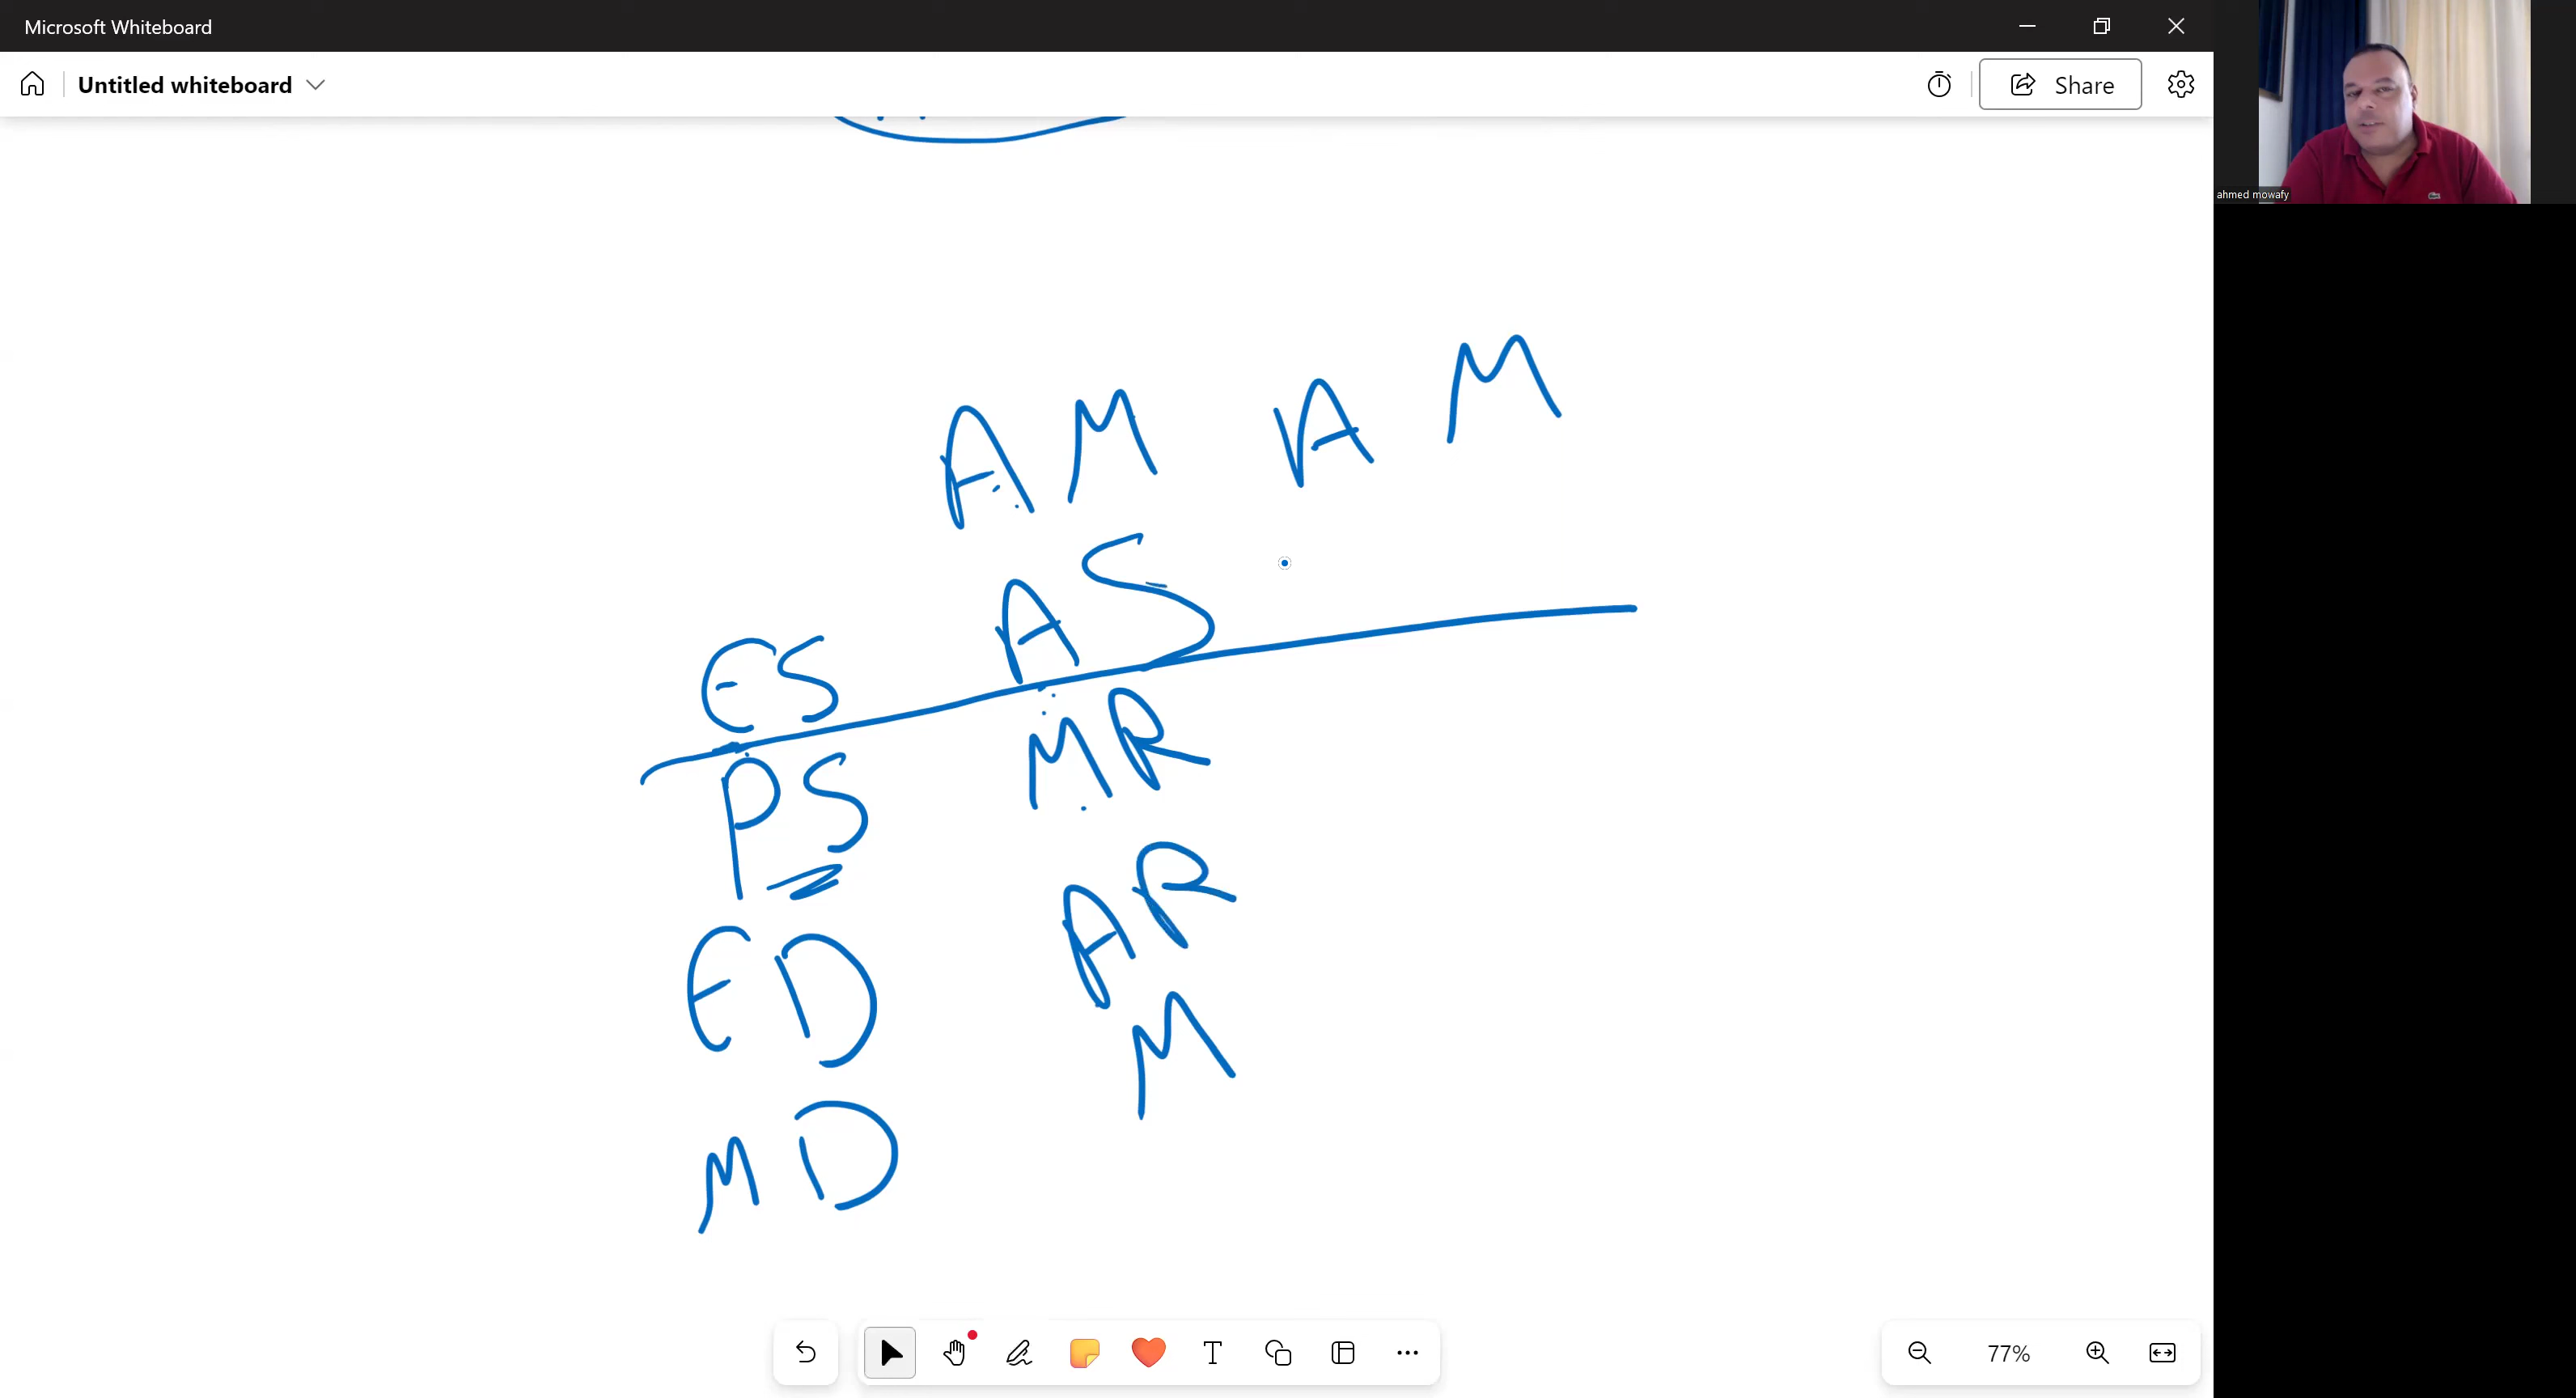 Microsoft Whiteboard
Untitled whiteboard
Share
ahmed mowafy
AM AM
ES AS
PS MR
ED AR
MD M
77%